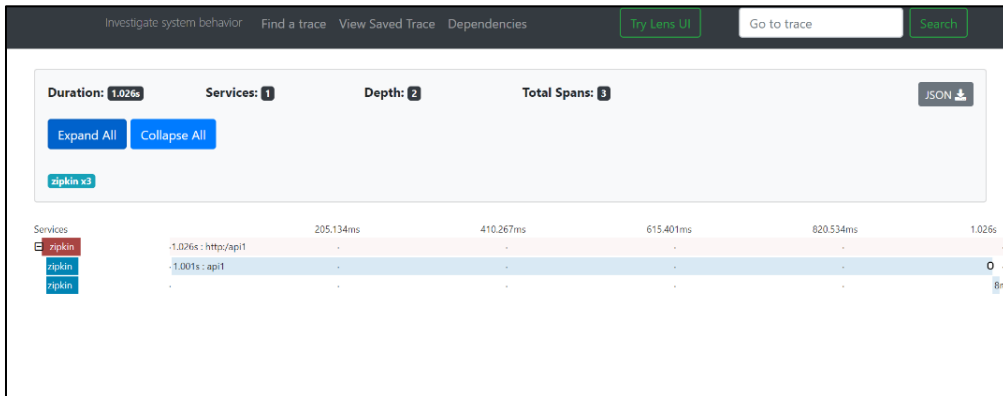 Investigate system behavior Find a trace View Saved Trace Dependencies Try Lens UI Go to trace Search
Duration: 1.026s Services: 1 Depth: 2 Total Spans: 3 JSON
Expand All Collapse All
zipkin x3
Services 205.134ms 410.267ms 615.401ms 820.534ms 1.026s
zipkin -1.026s : http:/api1
zipkin -1.001s : api1 O
zipkin